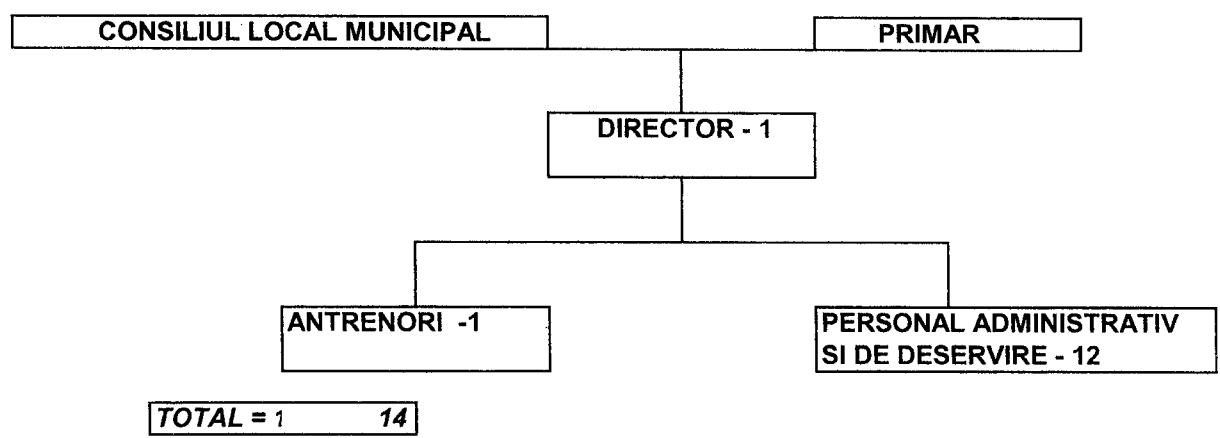 CONSILIUL LOCAL MUNICIPAL
PRIMAR
DIRECTOR - 1
ANTRENORI -1
PERSONAL ADMINISTRATIV
SI DE DESERVIRE - 12
TOTAL = 1 14